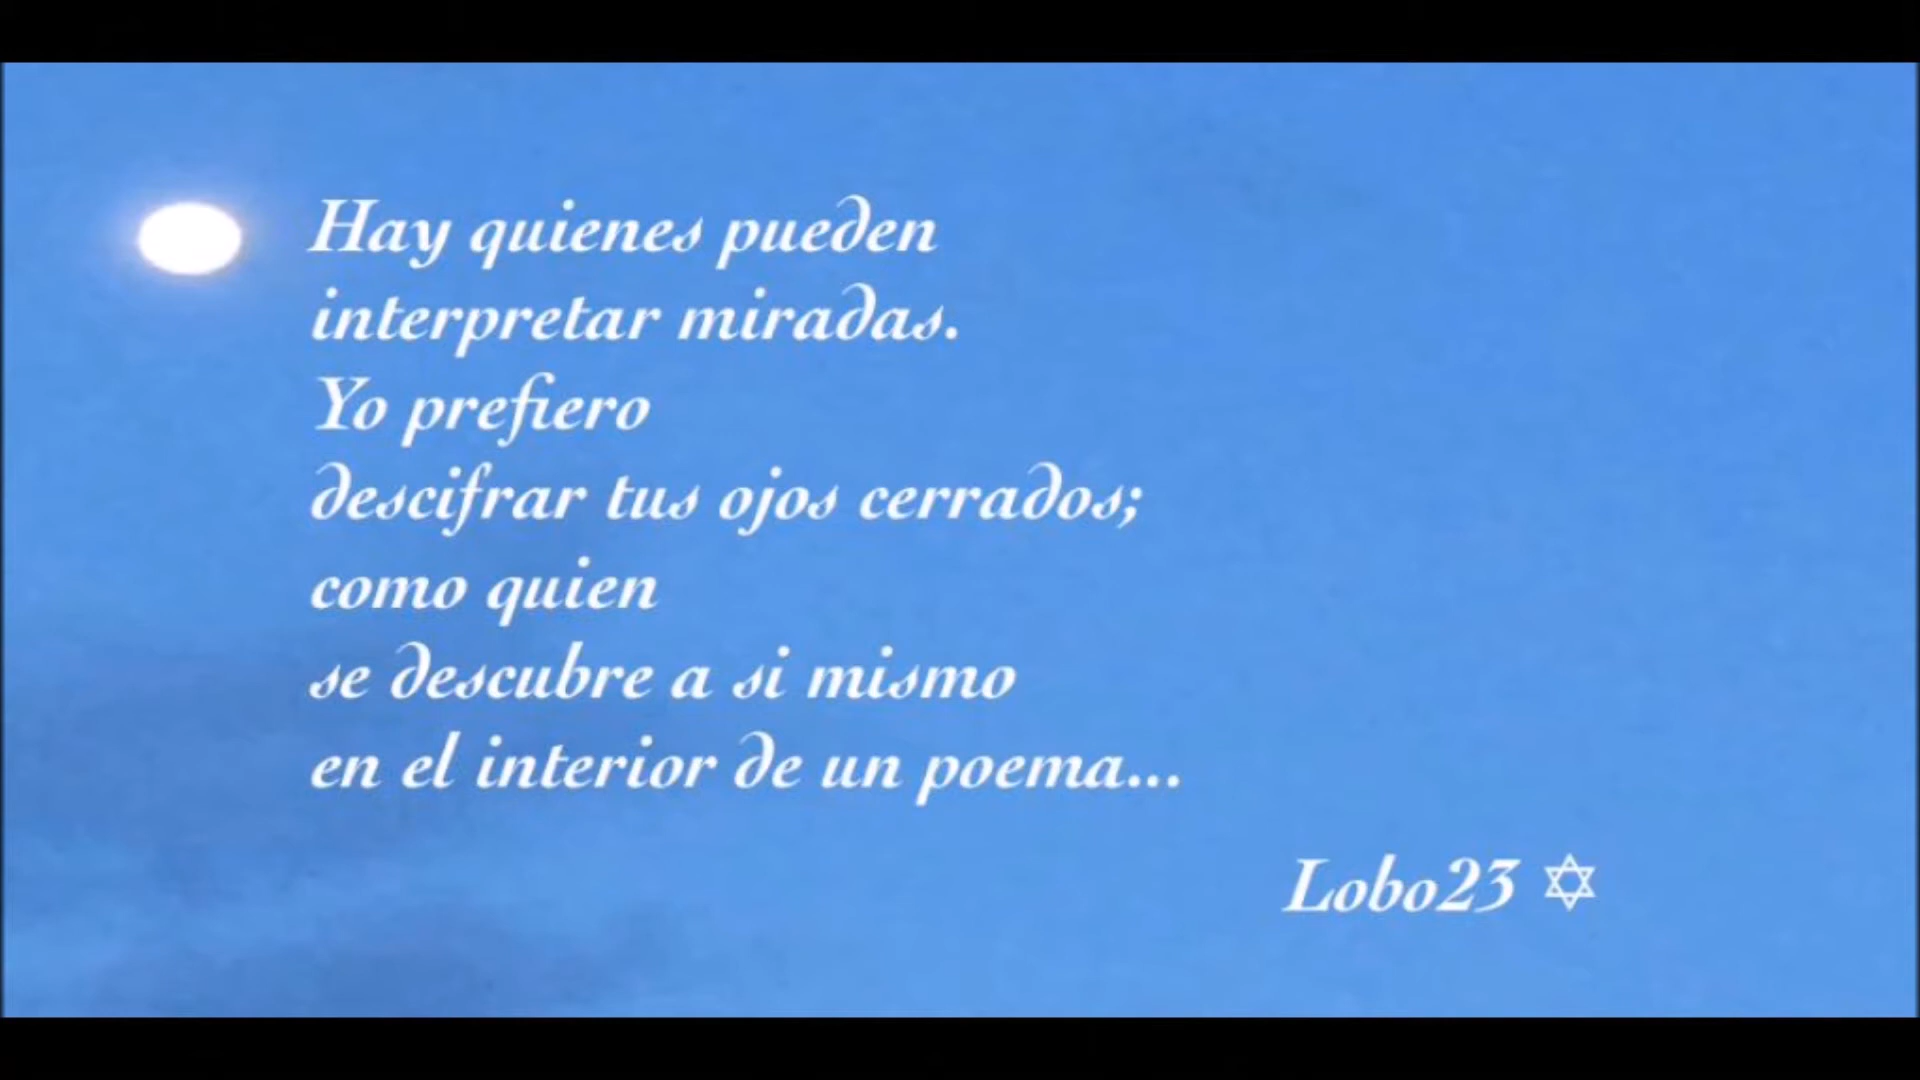 Hay quienes pueden
interpretar miradas.
Yo prefiero
descifrar tus ojos cerrados;
como quien
se descubre a si mismo
en el interior de un poema...
Lobo23 ✡